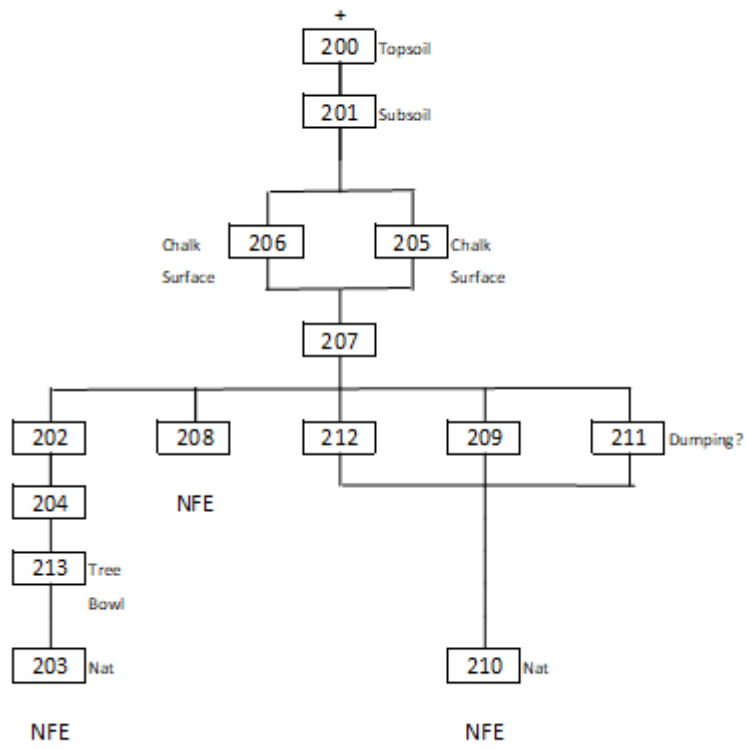 +
200 Topsoil
201 Subsoil
Chalk 206 205 Chalk
Surface Surface
207
202 208 212 209 211 Dumping?
204 NFE
213 Tree
Bowl
203 Nat 210 Nat
NFE NFE